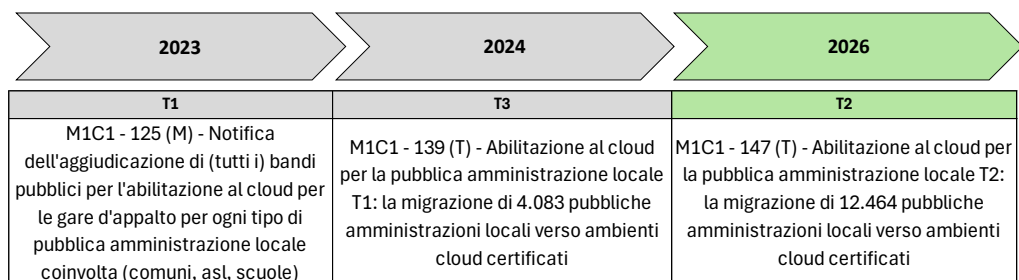 2023
2024
2026
T1
T3
T2
M1C1 - 125 (M) - Notifica
dell'aggiudicazione di (tutti i) bandi
pubblici per l'abilitazione al cloud per
le gare d'appalto per ogni tipo di
pubblica amministrazione locale
coinvolta (comuni, asl, scuole)
M1C1 - 139 (T) - Abilitazione al cloud
per la pubblica amministrazione locale
T1: la migrazione di 4.083 pubbliche
amministrazioni locali verso ambienti
cloud certificati
M1C1 - 147 (T) - Abilitazione al cloud per
la pubblica amministrazione locale T2:
la migrazione di 12.464 pubbliche
amministrazioni locali verso ambienti
cloud certificati